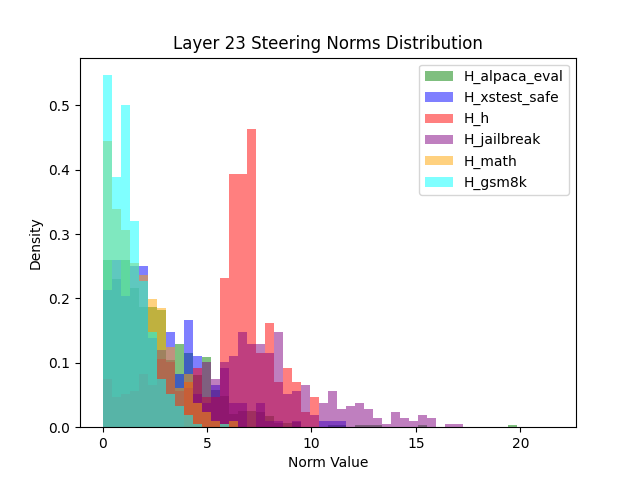 Layer 23 Steering Norms Distribution
H_alpaca_eval
H_xstest_safe
H_h
H_jailbreak
H_math
H_gsm8k
Density
0.5
0.4
0.3
0.2
0.1
0.0
0 5 10 15 20
Norm Value